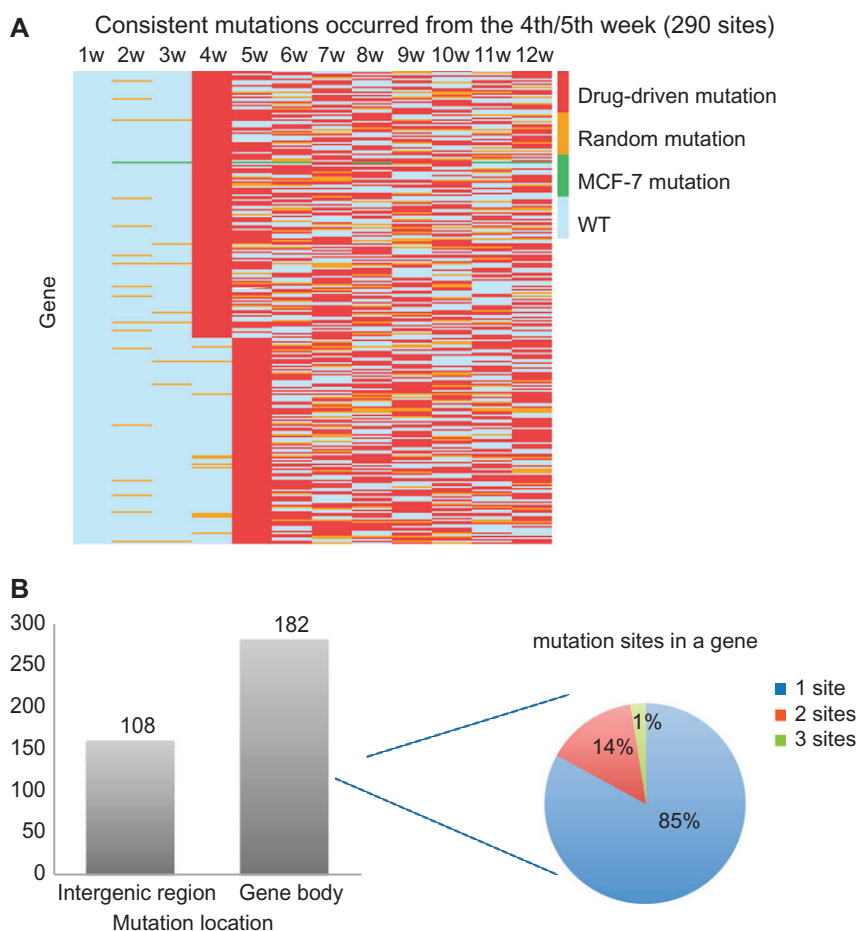 A
Consistent mutations occurred from the 4th/5th week (290 sites)
1w 2w 3w 4w 5w 6w 7w 8w 9w 10w 11w 12w
Gene
Drug-driven mutation
Random mutation
MCF-7 mutation
WT
B
300
250
200
150
100
50
0
108
182
Intergenic region
Gene body
Mutation location
mutation sites in a gene
1%
14%
85%
1 site
2 sites
3 sites